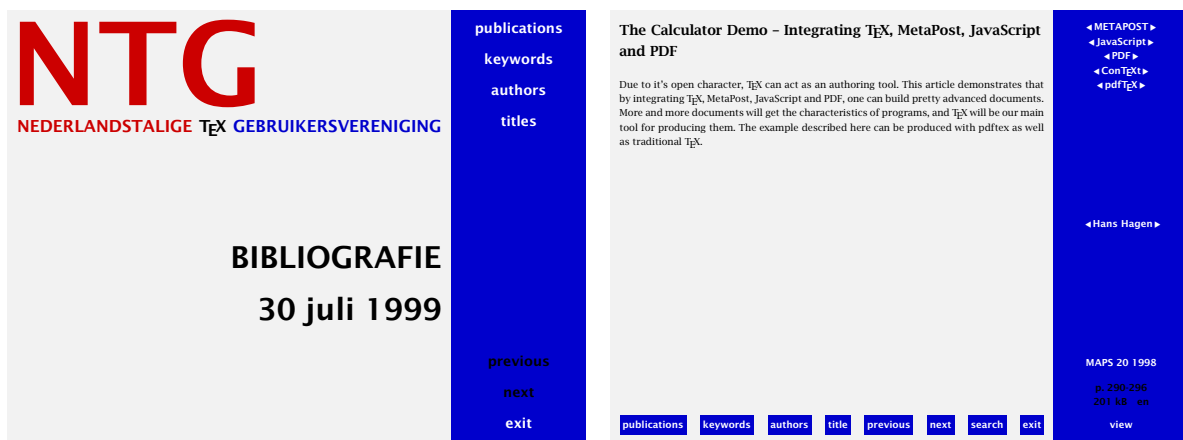 NTG
NEDERLANDSTALIGE TEX GEBRUIKERSVERENIGING
BIBLIOGRAFIE
30 juli 1999
publications
keywords
authors
titles
previous
next
exit
The Calculator Demo – Integrating TEX, MetaPost, JavaScript
and PDF
Due to it's open character, TEX can act as an authoring tool. This article demonstrates that
by integrating TEX, MetaPost, JavaScript and PDF, one can build pretty advanced documents.
More and more documents will get the characteristics of programs, and TEX will be our main
tool for producing them. The example described here can be produced with pdftex as well
as traditional TEX.
publications keywords authors title previous next search exit
◄METAPOST►
◄JavaScript►
◄PDF►
◄ConTEXt►
◄pdfTEX►
◄Hans Hagen►
MAPS 20 1998
p. 290-296
201 kB en
view